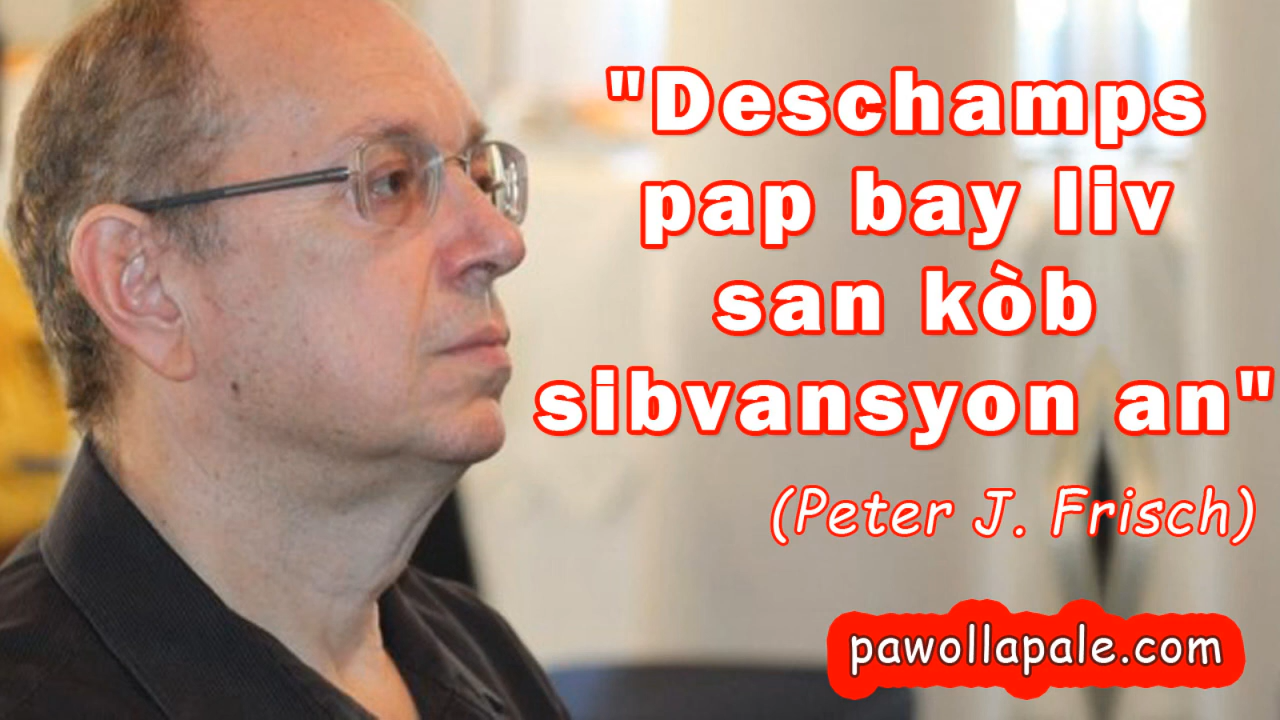 "Deschamps
pap bay liv
san kòb
sibvansyon an"
(Peter J. Frisch)
pawollapale.com